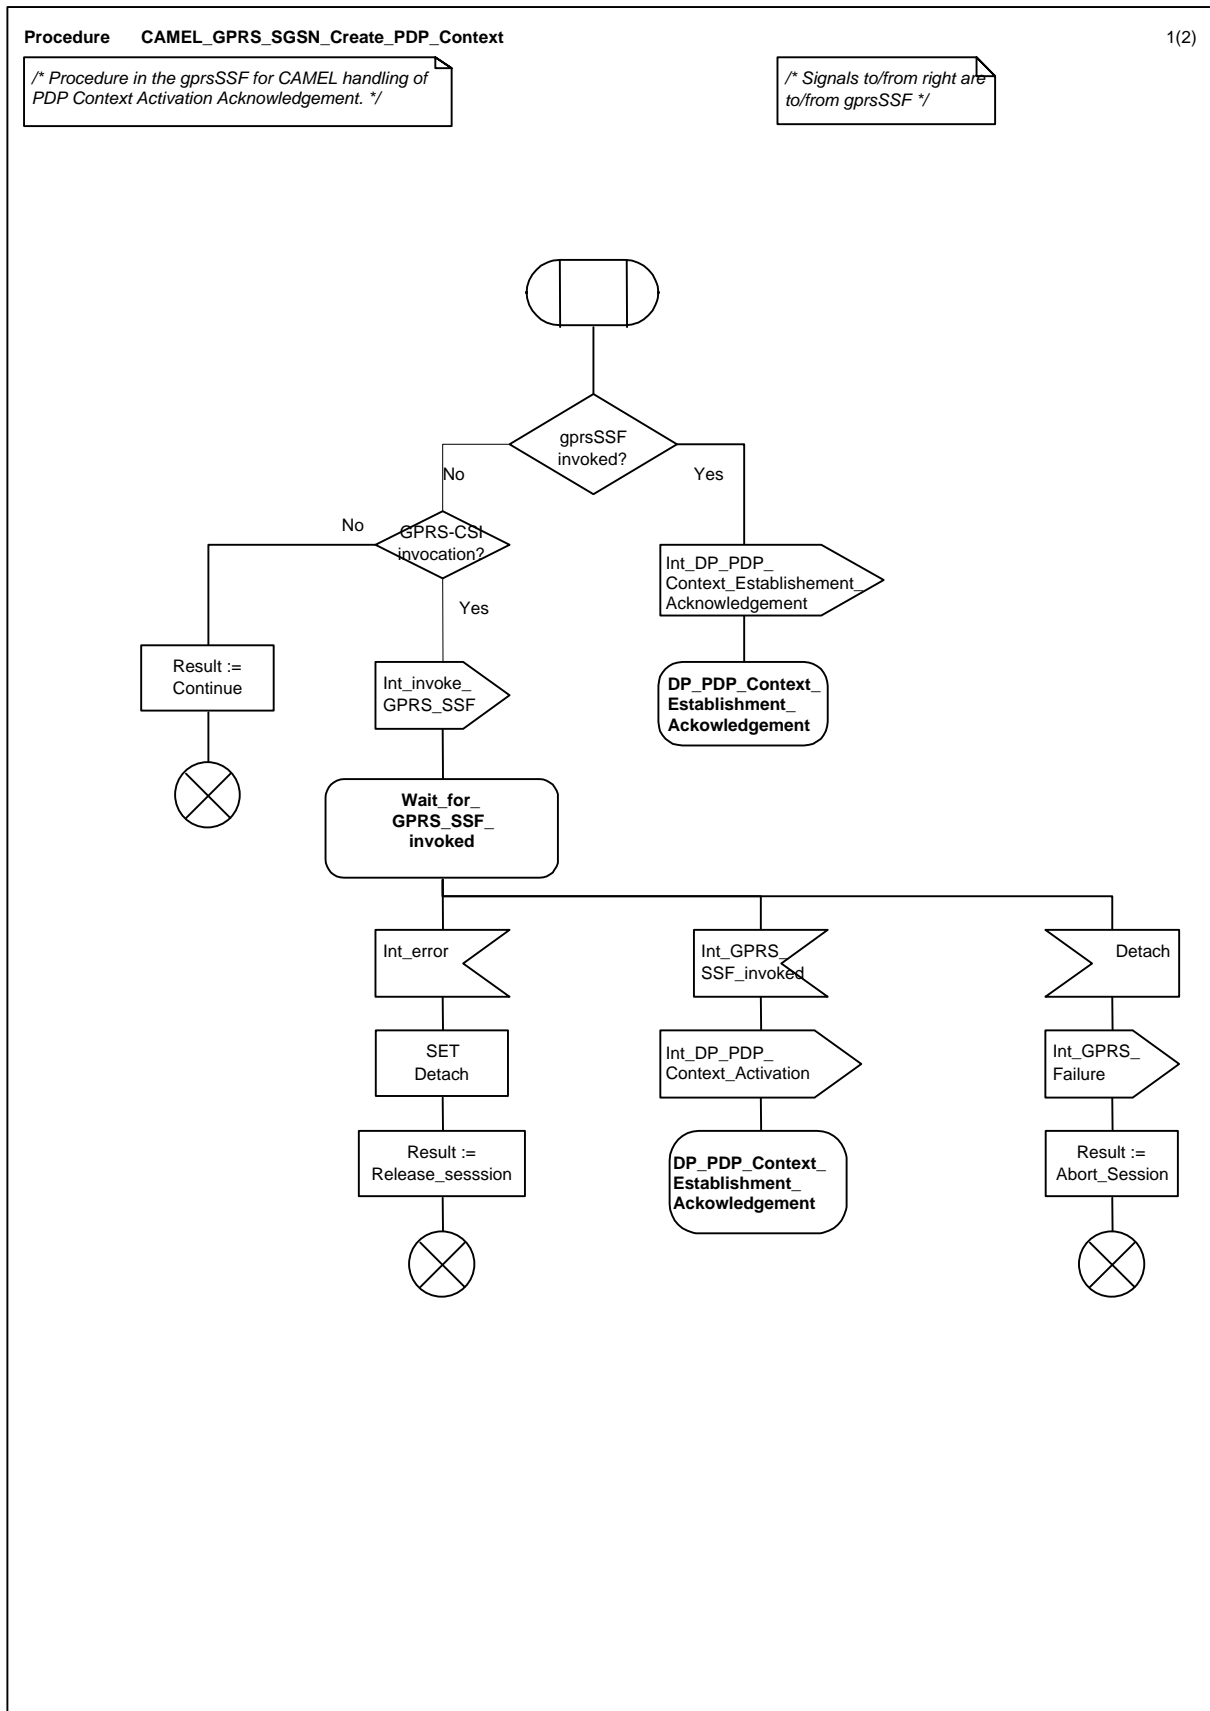 Procedure CAMEL_GPRS_SGSN_Create_PDP_Context
1(2)
/* Procedure in the gprsSSF for CAMEL handling of
PDP Context Activation Acknowledgement. */
/* Signals to/from right are
to/from gprsSSF */
gprsSSF
invoked?
No
Yes
No
GPRS-CSI
invocation?
Int_DP_PDP_
Context_Establishement_
Acknowledgement
Yes
Result :=
Continue
Int_invoke_
GPRS_SSF
DP_PDP_Context_
Establishment_
Ackowledgement
Wait_for_
GPRS_SSF_
invoked
Int_error
Int_GPRS_
SSF_invoked
Detach
SET
Detach
Int_DP_PDP_
Context_Activation
Int_GPRS_
Failure
Result :=
Release_sesssion
DP_PDP_Context_
Establishment_
Ackowledgement
Result :=
Abort_Session